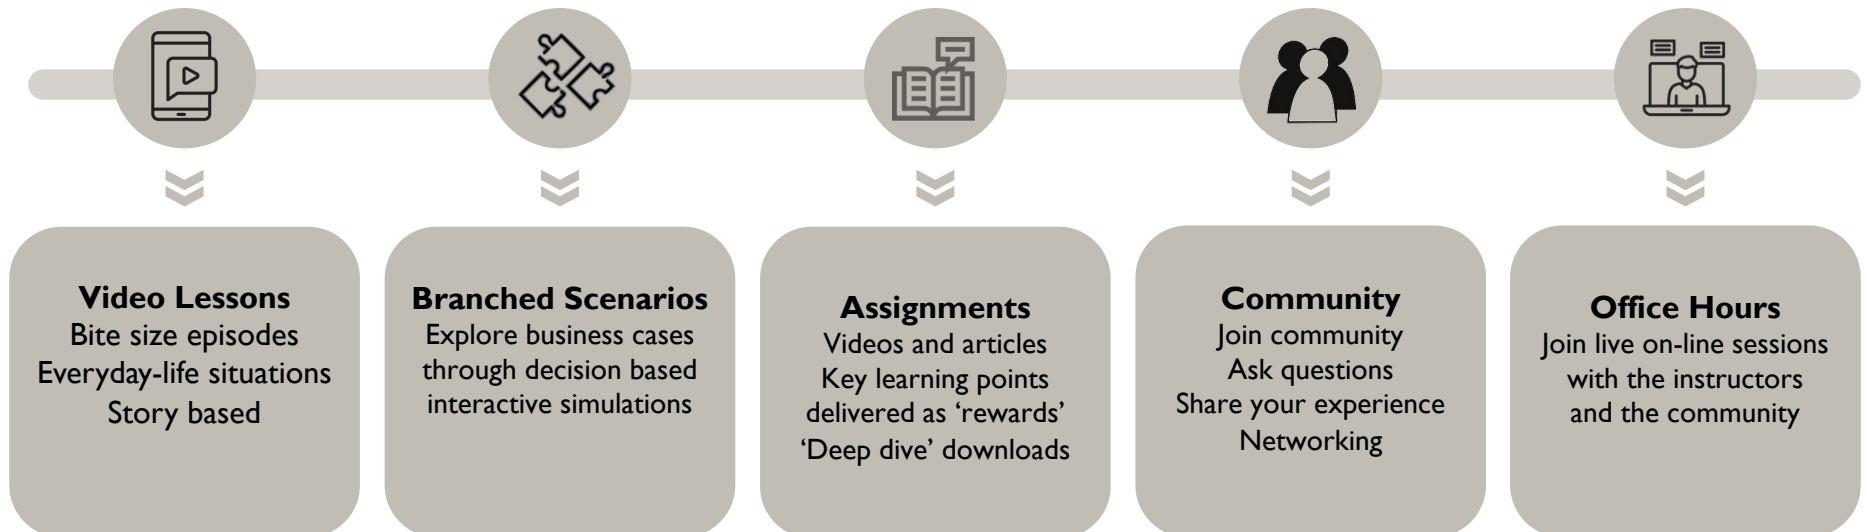 Video Lessons
Bite size episodes
Everyday-life situations
Story based
Branched Scenarios
Explore business cases
through decision based
interactive simulations
Assignments
Videos and articles
Key learning points
delivered as ‘rewards’
‘Deep dive’ downloads
Community
Join community
Ask questions
Share your experience
Networking
Office Hours
Join live on-line sessions
with the instructors
and the community